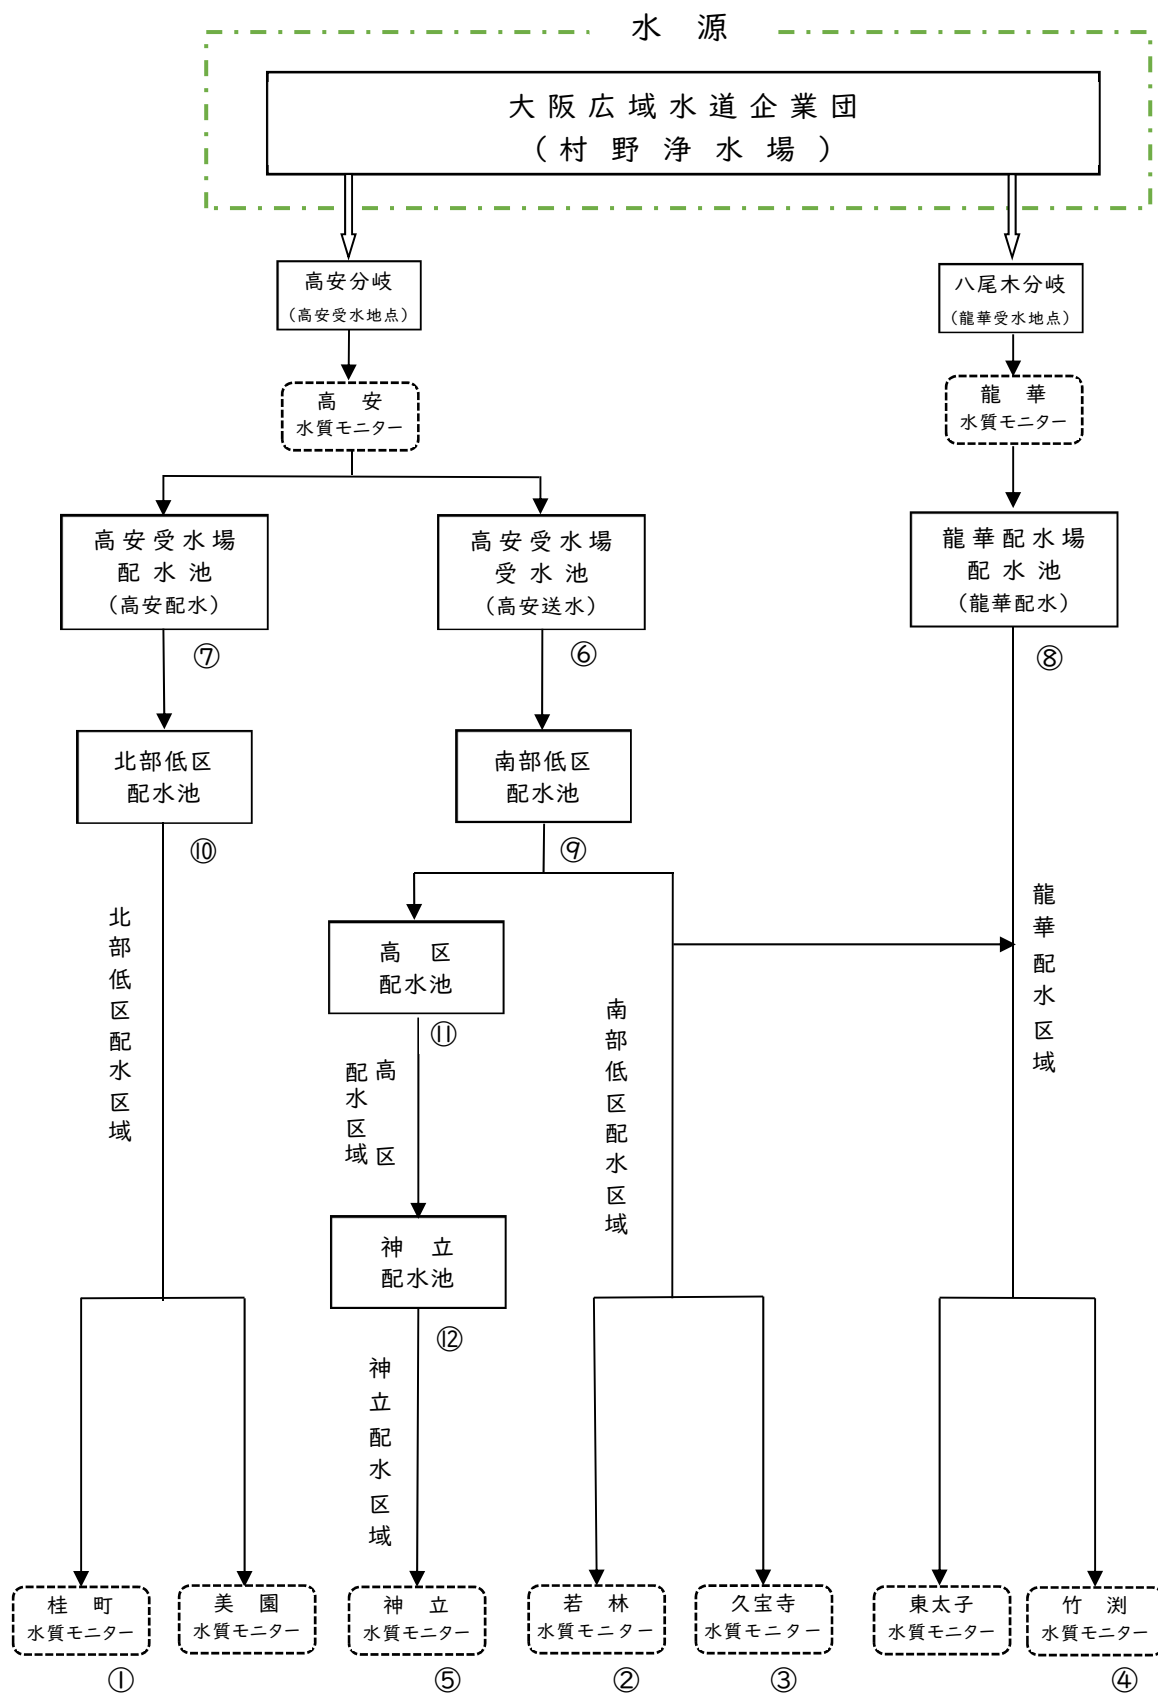 水 源
大阪広域水道企業団
（村野浄水場）
高安分岐
（高安受水地点）
八尾木分岐
（龍華受水地点）
高 安
水質モニター
龍 華
水質モニター
高安受水場
配水池
（高安配水）
⑦
高安受水場
受水池
（高安送水）
⑥
龍華配水場
配水池
（龍華配水）
⑧
北部低区
配水池
⑩
南部低区
配水池
⑨
北部低区配水区域
高 区
配水池
⑪
高 区
配水区域
南部低区配水区域
龍華配水区域
神 立
配水池
⑫
神立配水区域
桂 町
水質モニター
①
美 園
水質モニター
神 立
水質モニター
⑤
若 林
水質モニター
②
久宝寺
水質モニター
③
東太子
水質モニター
竹 渕
水質モニター
④